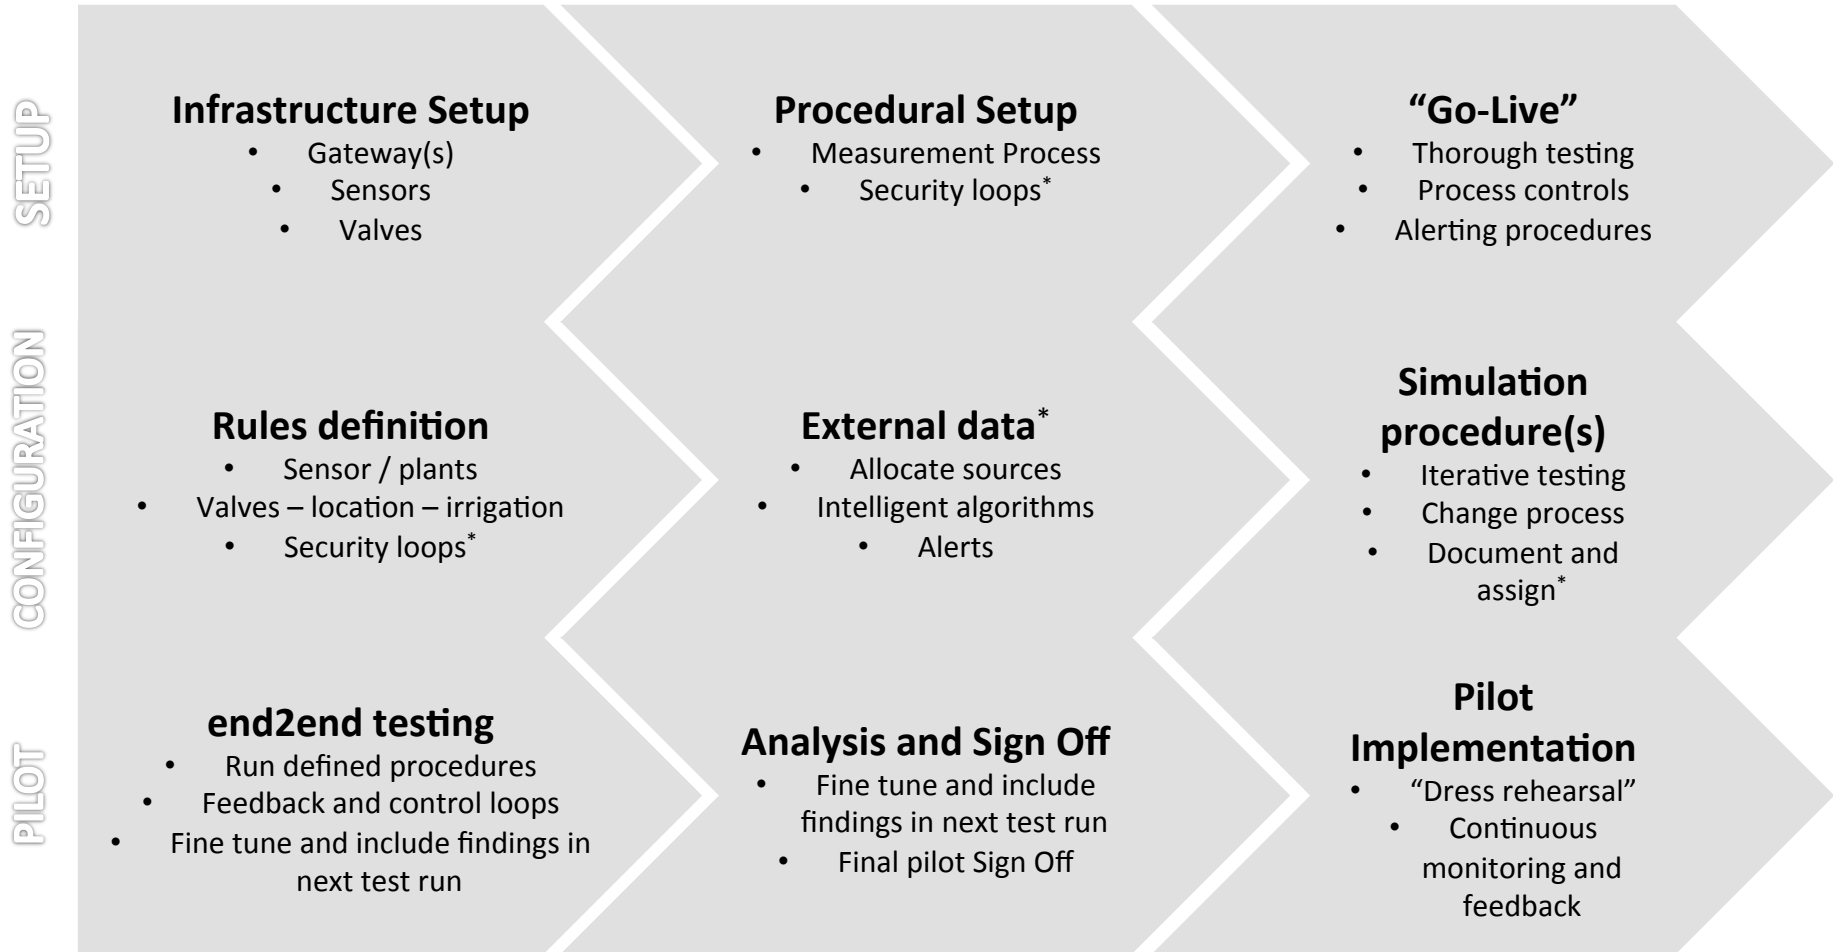 SETUP
Infrastructure Setup
• Gateway(s)
• Sensors
• Valves
Procedural Setup
• Measurement Process
• Security loops*
“Go-Live”
• Thorough testing
• Process controls
• Alerting procedures
CONFIGURATION
Rules definition
• Sensor / plants
• Valves – location – irrigation
• Security loops*
External data*
• Allocate sources
• Intelligent algorithms
• Alerts
Simulation
procedure(s)
• Iterative testing
• Change process
• Document and
assign*
PILOT
end2end testing
• Run defined procedures
• Feedback and control loops
• Fine tune and include findings in
next test run
Analysis and Sign Off
• Fine tune and include
findings in next test run
• Final pilot Sign Off
Pilot
Implementation
• “Dress rehearsal”
• Continuous
monitoring and
feedback